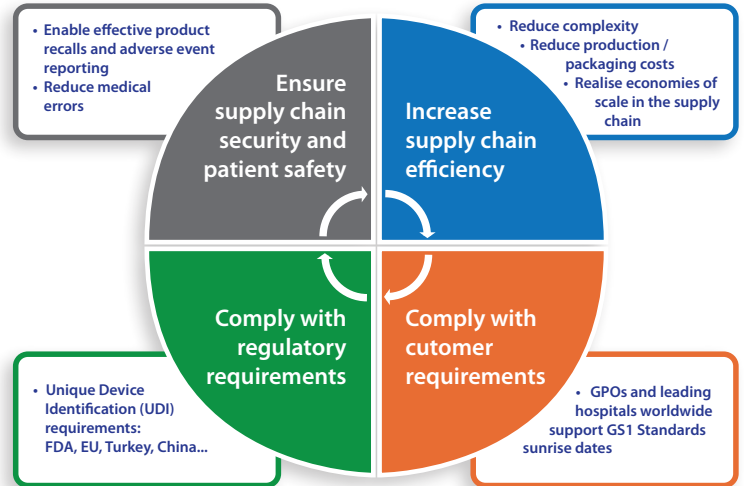 • Enable effective product
recalls and adverse event
reporting
• Reduce medical
errors
• Reduce complexity
• Reduce production /
packaging costs
• Realise economies of
scale in the supply
chain
Ensure
supply chain
security and
patient safety
Increase
supply chain
efficiency
Comply with
regulatory
requirements
Comply with
cutomer
requirements
• Unique Device
Identification (UDI)
requirements:
FDA, EU, Turkey, China...
• GPOs and leading
hospitals worldwide
support GS1 Standards
sunrise dates